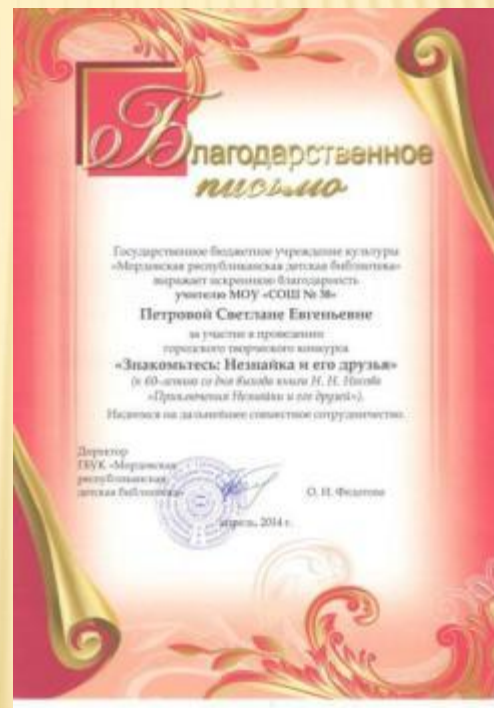 Благодарственное
письмо
Государственное бюджетное учреждение культуры
«Мордовская республиканская детская библиотека»
выражает искреннюю благодарность
учителю МОУ «СОШ № 38»
Петровой Светлане Евгеньевне
за участие в проведении
городского творческого конкурса
«Знакомьтесь: Незнайка и его друзья»
(к 60-летию со дня выхода книги Н. Н. Носова
«Приключения Незнайки и его друзей»).
Надеемся на дальнейшее совместное сотрудничество.
Директор
ГБУК «Мордовская
республиканская
детская библиотека»
О. И. Федотова
апрель, 2014 г.